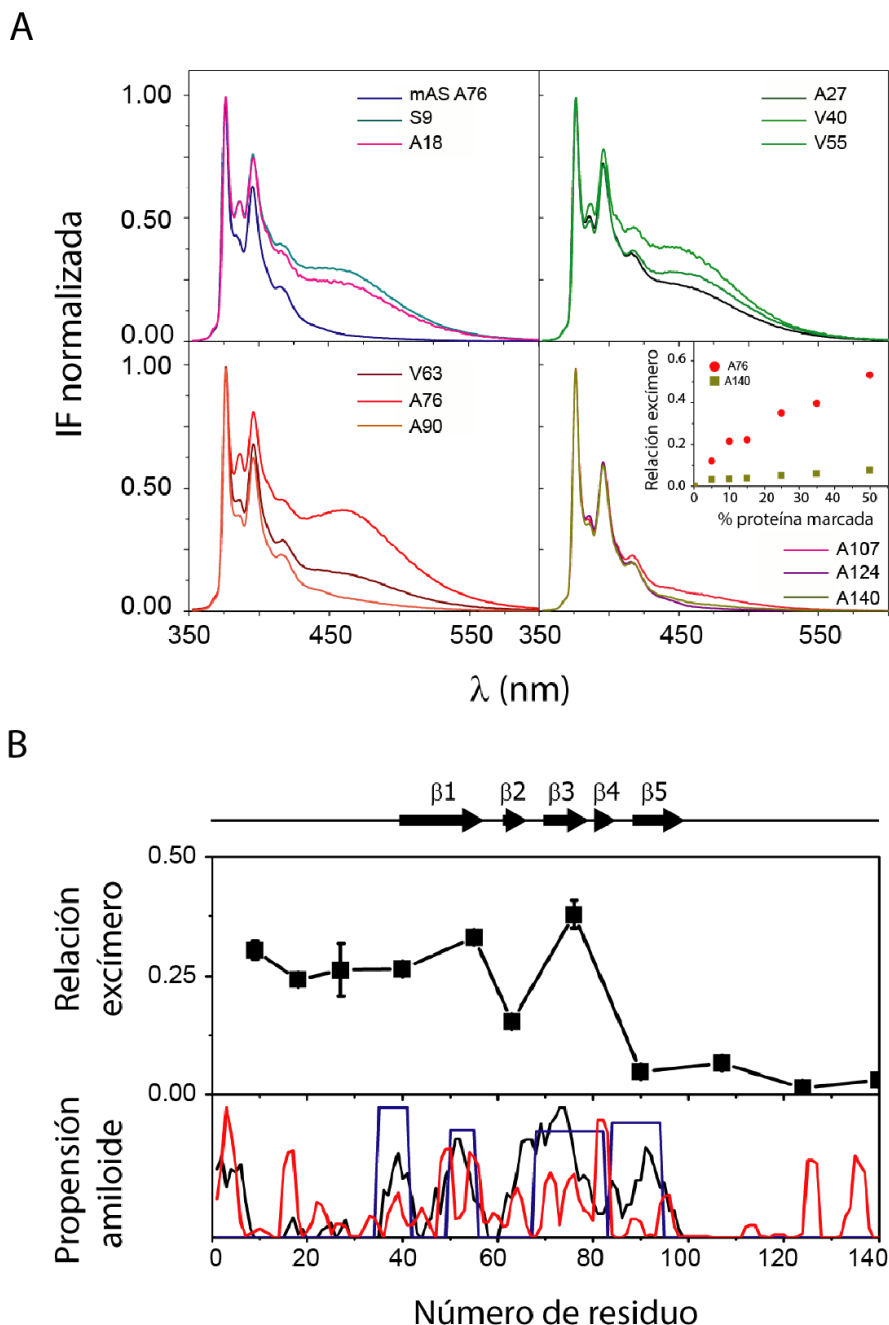 A
IF normalizada
1.00
0.50
0.00
mAS A76
S9
A18
A27
V40
V55
1.00
0.50
0.00
V63
A76
A90
Relación excímero
0.6
0.4
0.2
0.0
A76
A140
0 10 20 30 40 50
% proteína marcada
A107
A124
A140
350 450 550 350 450 550
λ (nm)
B
β1 β2 β3 β4 β5
Relación
excímero
0.50
0.25
0.00
Propensión
amiloide
0 20 40 60 80 100 120 140
Número de residuo